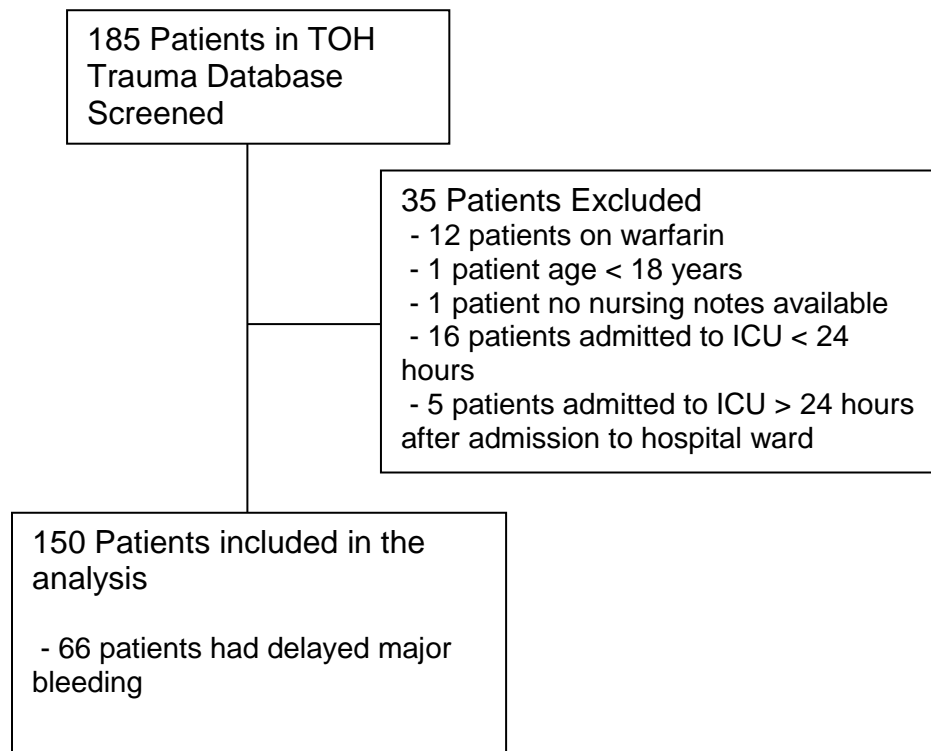 185 Patients in TOH
Trauma Database
Screened
35 Patients Excluded
- 12 patients on warfarin
- 1 patient age < 18 years
- 1 patient no nursing notes available
- 16 patients admitted to ICU < 24
hours
- 5 patients admitted to ICU > 24 hours
after admission to hospital ward
150 Patients included in the
analysis
- 66 patients had delayed major
bleeding